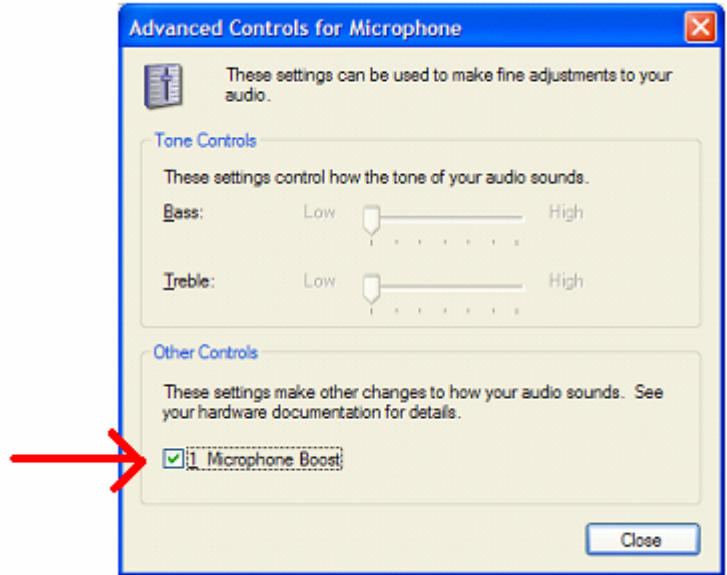 Advanced Controls for Microphone
These settings can be used to make fine adjustments to your
audio.
Tone Controls
These settings control how the tone of your audio sounds.
Bass: Low High
Treble: Low High
Other Controls
These settings make other changes to how your audio sounds. See
your hardware documentation for details.
1 Microphone Boost
Close